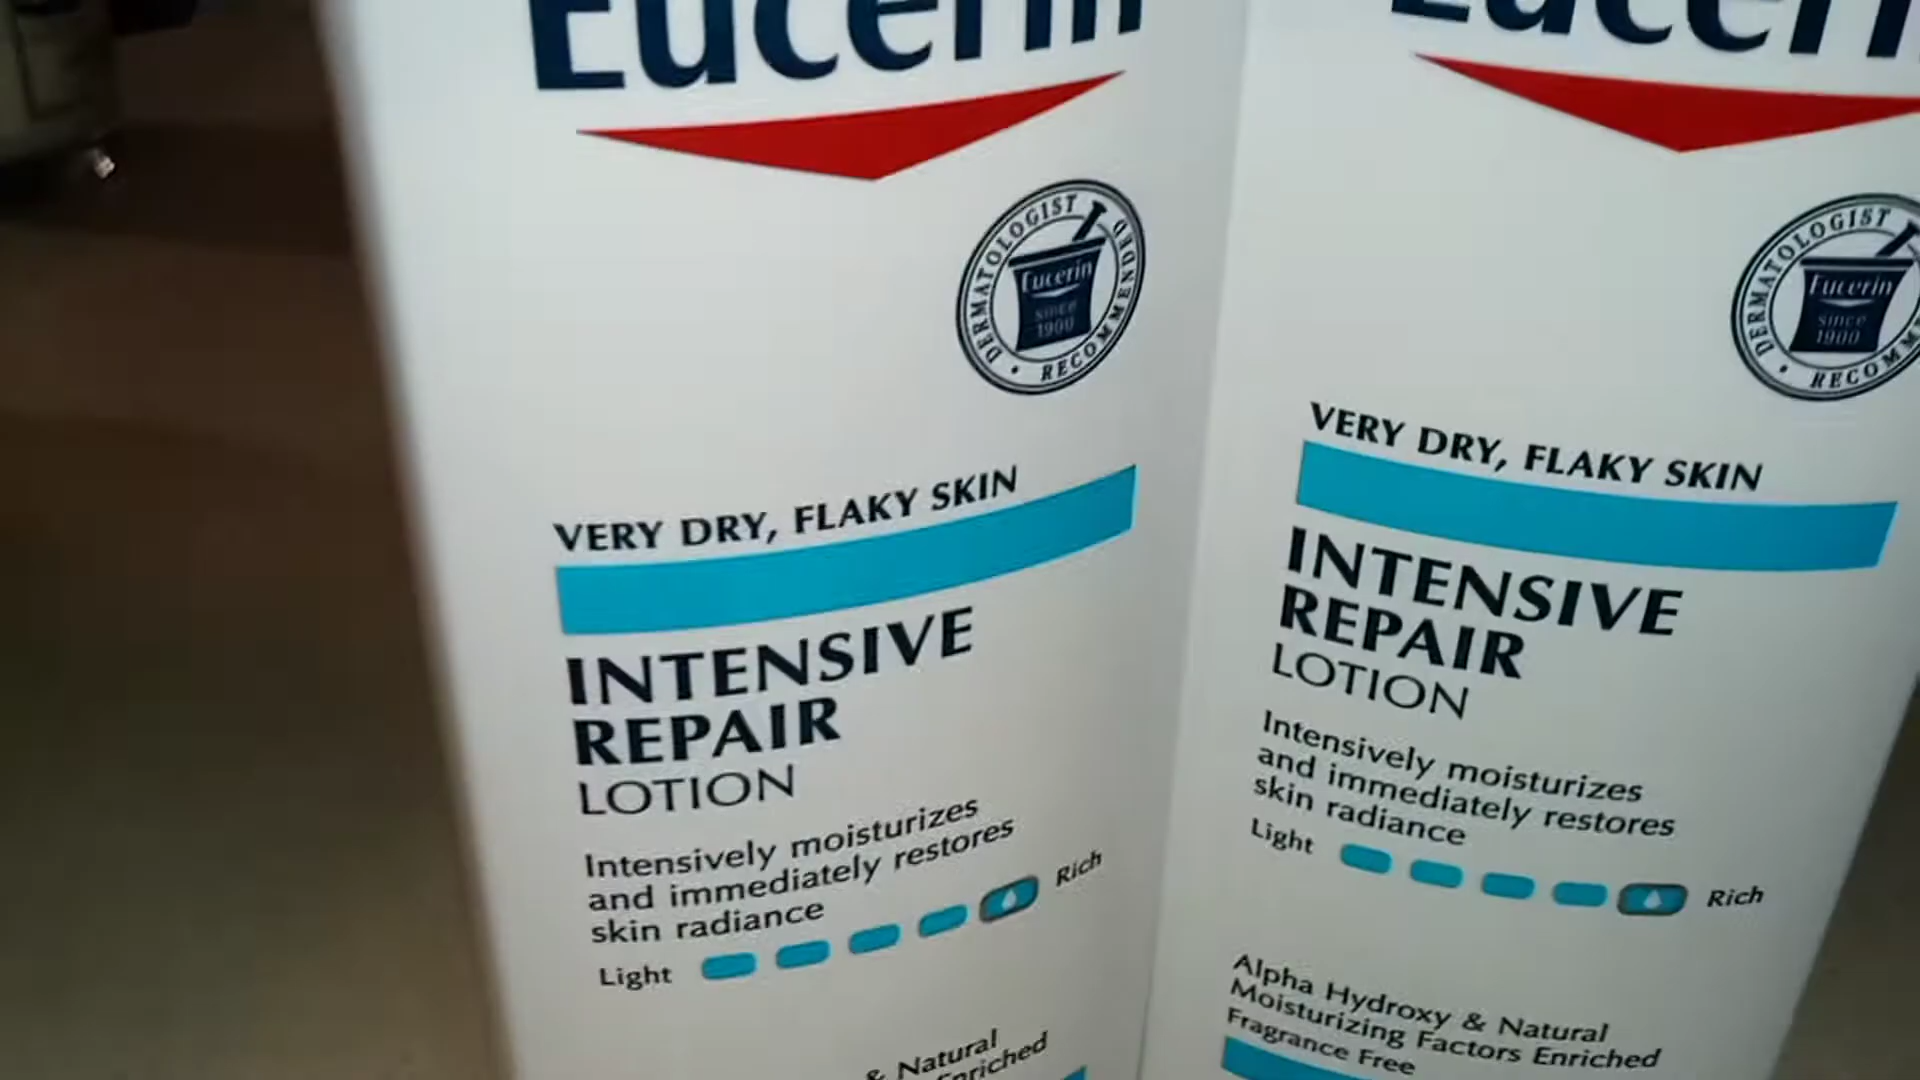 Eucerin
DERMATOLOGIST RECOMMENDED
Eucerin
since
1900
VERY DRY, FLAKY SKIN
INTENSIVE
REPAIR
LOTION
Intensively moisturizes
and immediately restores
skin radiance
Light
Rich
& Natural
Enriched
Eucerin
DERMATOLOGIST
Eucerin
since
1900
VERY DRY, FLAKY SKIN
INTENSIVE
REPAIR
LOTION
Intensively moisturizes
and immediately restores
skin radiance
Light
Rich
Alpha Hydroxy & Natural
Moisturizing Factors Enriched
Fragrance Free